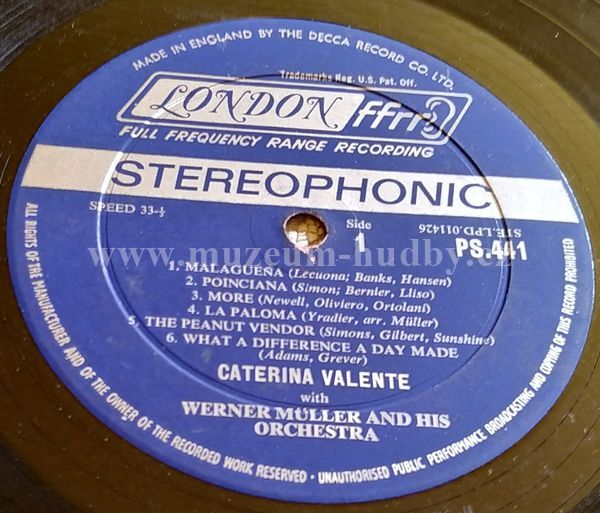 MADE IN ENGLAND BY THE DECCA RECORD CO. LTD.
Trademarks Reg. U.S. Pat. Off.
LONDON ffrr
FULL FREQUENCY RANGE RECORDING
STEREOPHONIC
SPEED 33-⅓
Side
1
STE.LPD.011426
PS.441
www.muzeum-hudby.cz
1. MALAGUEÑA (Lecuona; Banks, Hansen)
2. POINCIANA (Simon; Bernier, Lliso)
3. MORE (Newell, Oliviero, Ortolani)
4. LA PALOMA (Yradier, arr. Müller)
5. THE PEANUT VENDOR (Simons, Gilbert, Sunshine)
6. WHAT A DIFFERENCE A DAY MADE
(Adams, Grever)
CATERINA VALENTE
with
WERNER MÜLLER AND HIS
ORCHESTRA
ALL RIGHTS OF THE MANUFACTURER AND OF THE OWNER OF THE RECORDED WORK RESERVED - UNAUTHORISED PUBLIC PERFORMANCE BROADCASTING AND COPYING OF THIS RECORD PROHIBITED